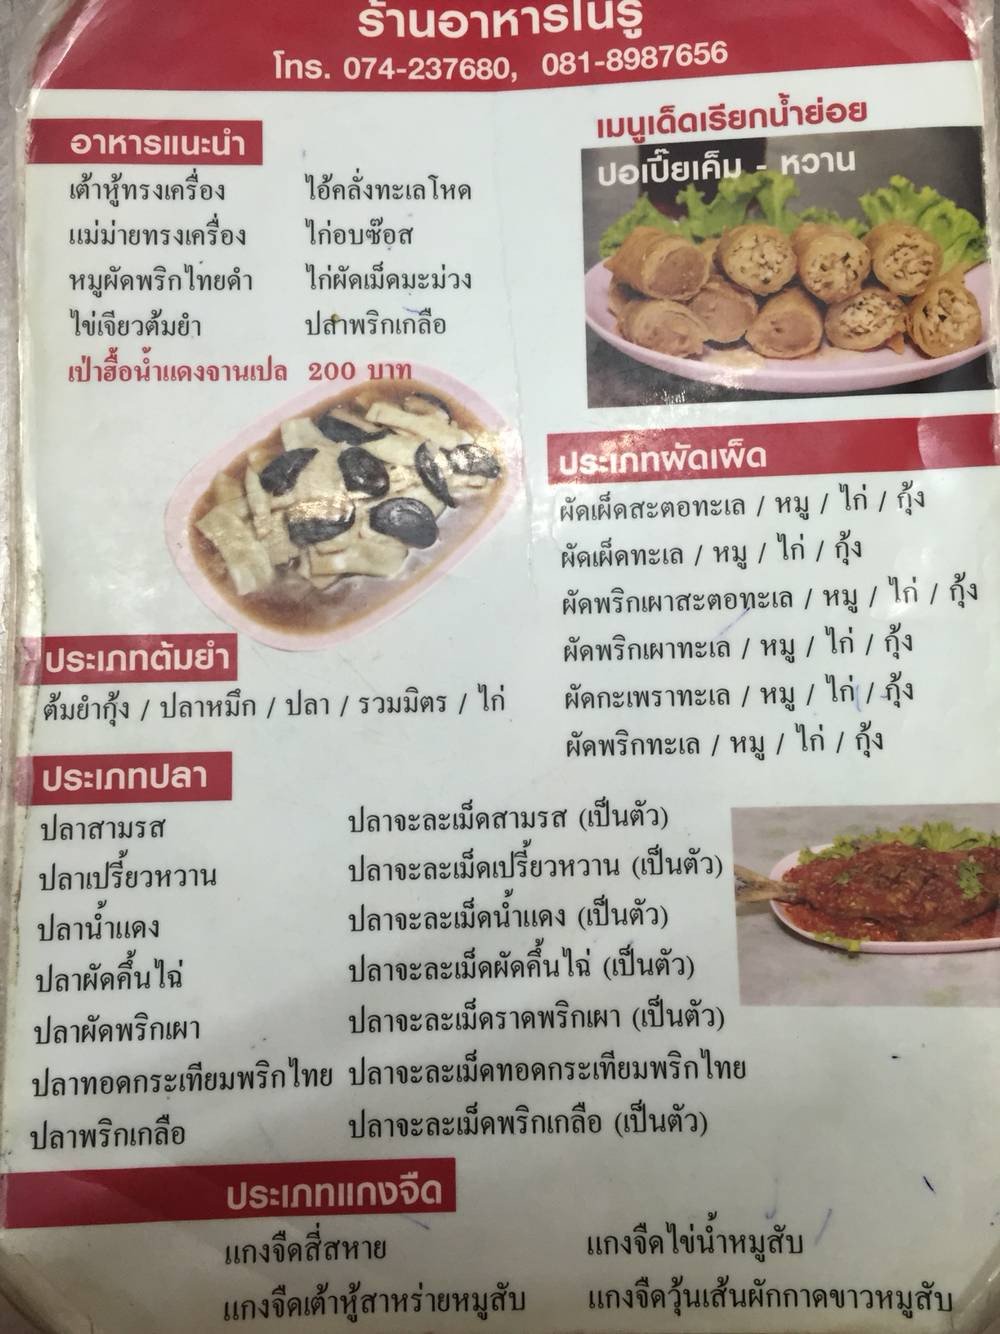 ร้านอาหารโนรู
โทร. 074-237680, 081-8987656
อาหารแนะนำ
เต้าหู้ทรงเครื่อง
แม่ม่ายทรงเครื่อง
หมูผัดพริกไทยดำ
ไข่เจียวต้มยำ
ไอ้คลั่งทะเลโหด
ไก่อบซ๊อส
ไก่ผัดเม็ดมะม่วง
ปลาพริกเกลือ
เป่าฮื้อน้ำแดงจานเปล 200 บาท
เมนูเด็ดเรียกน้ำย่อย
ปอเปี๊ยเค็ม - หวาน
ประเภทผัดเผ็ด
ผัดเผ็ดสะตอทะเล / หมู / ไก่ / กุ้ง
ผัดเผ็ดทะเล / หมู / ไก่ / กุ้ง
ผัดพริกเผาสะตอทะเล / หมู / ไก่ / กุ้ง
ผัดพริกเผาทะเล / หมู / ไก่ / กุ้ง
ผัดกะเพราทะเล / หมู / ไก่ / กุ้ง
ผัดพริกทะเล / หมู / ไก่ / กุ้ง
ประเภทต้มยำ
ต้มยำกุ้ง / ปลาหมึก / ปลา / รวมมิตร / ไก่
ประเภทปลา
ปลาสามรส
ปลาเปรี้ยวหวาน
ปลาน้ำแดง
ปลาผัดคึ้นไฉ่
ปลาผัดพริกเผา
ปลาทอดกระเทียมพริกไทย
ปลาพริกเกลือ
ปลาจะละเม็ดสามรส (เป็นตัว)
ปลาจะละเม็ดเปรี้ยวหวาน (เป็นตัว)
ปลาจะละเม็ดน้ำแดง (เป็นตัว)
ปลาจะละเม็ดผัดคึ้นไฉ่ (เป็นตัว)
ปลาจะละเม็ดราดพริกเผา (เป็นตัว)
ปลาจะละเม็ดทอดกระเทียมพริกไทย
ปลาจะละเม็ดพริกเกลือ (เป็นตัว)
ประเภทแกงจืด
แกงจืดสี่สหาย
แกงจืดเต้าหู้สาหร่ายหมูสับ
แกงจืดไข่น้ำหมูสับ
แกงจืดวุ้นเส้นผักกาดขาวหมูสับ